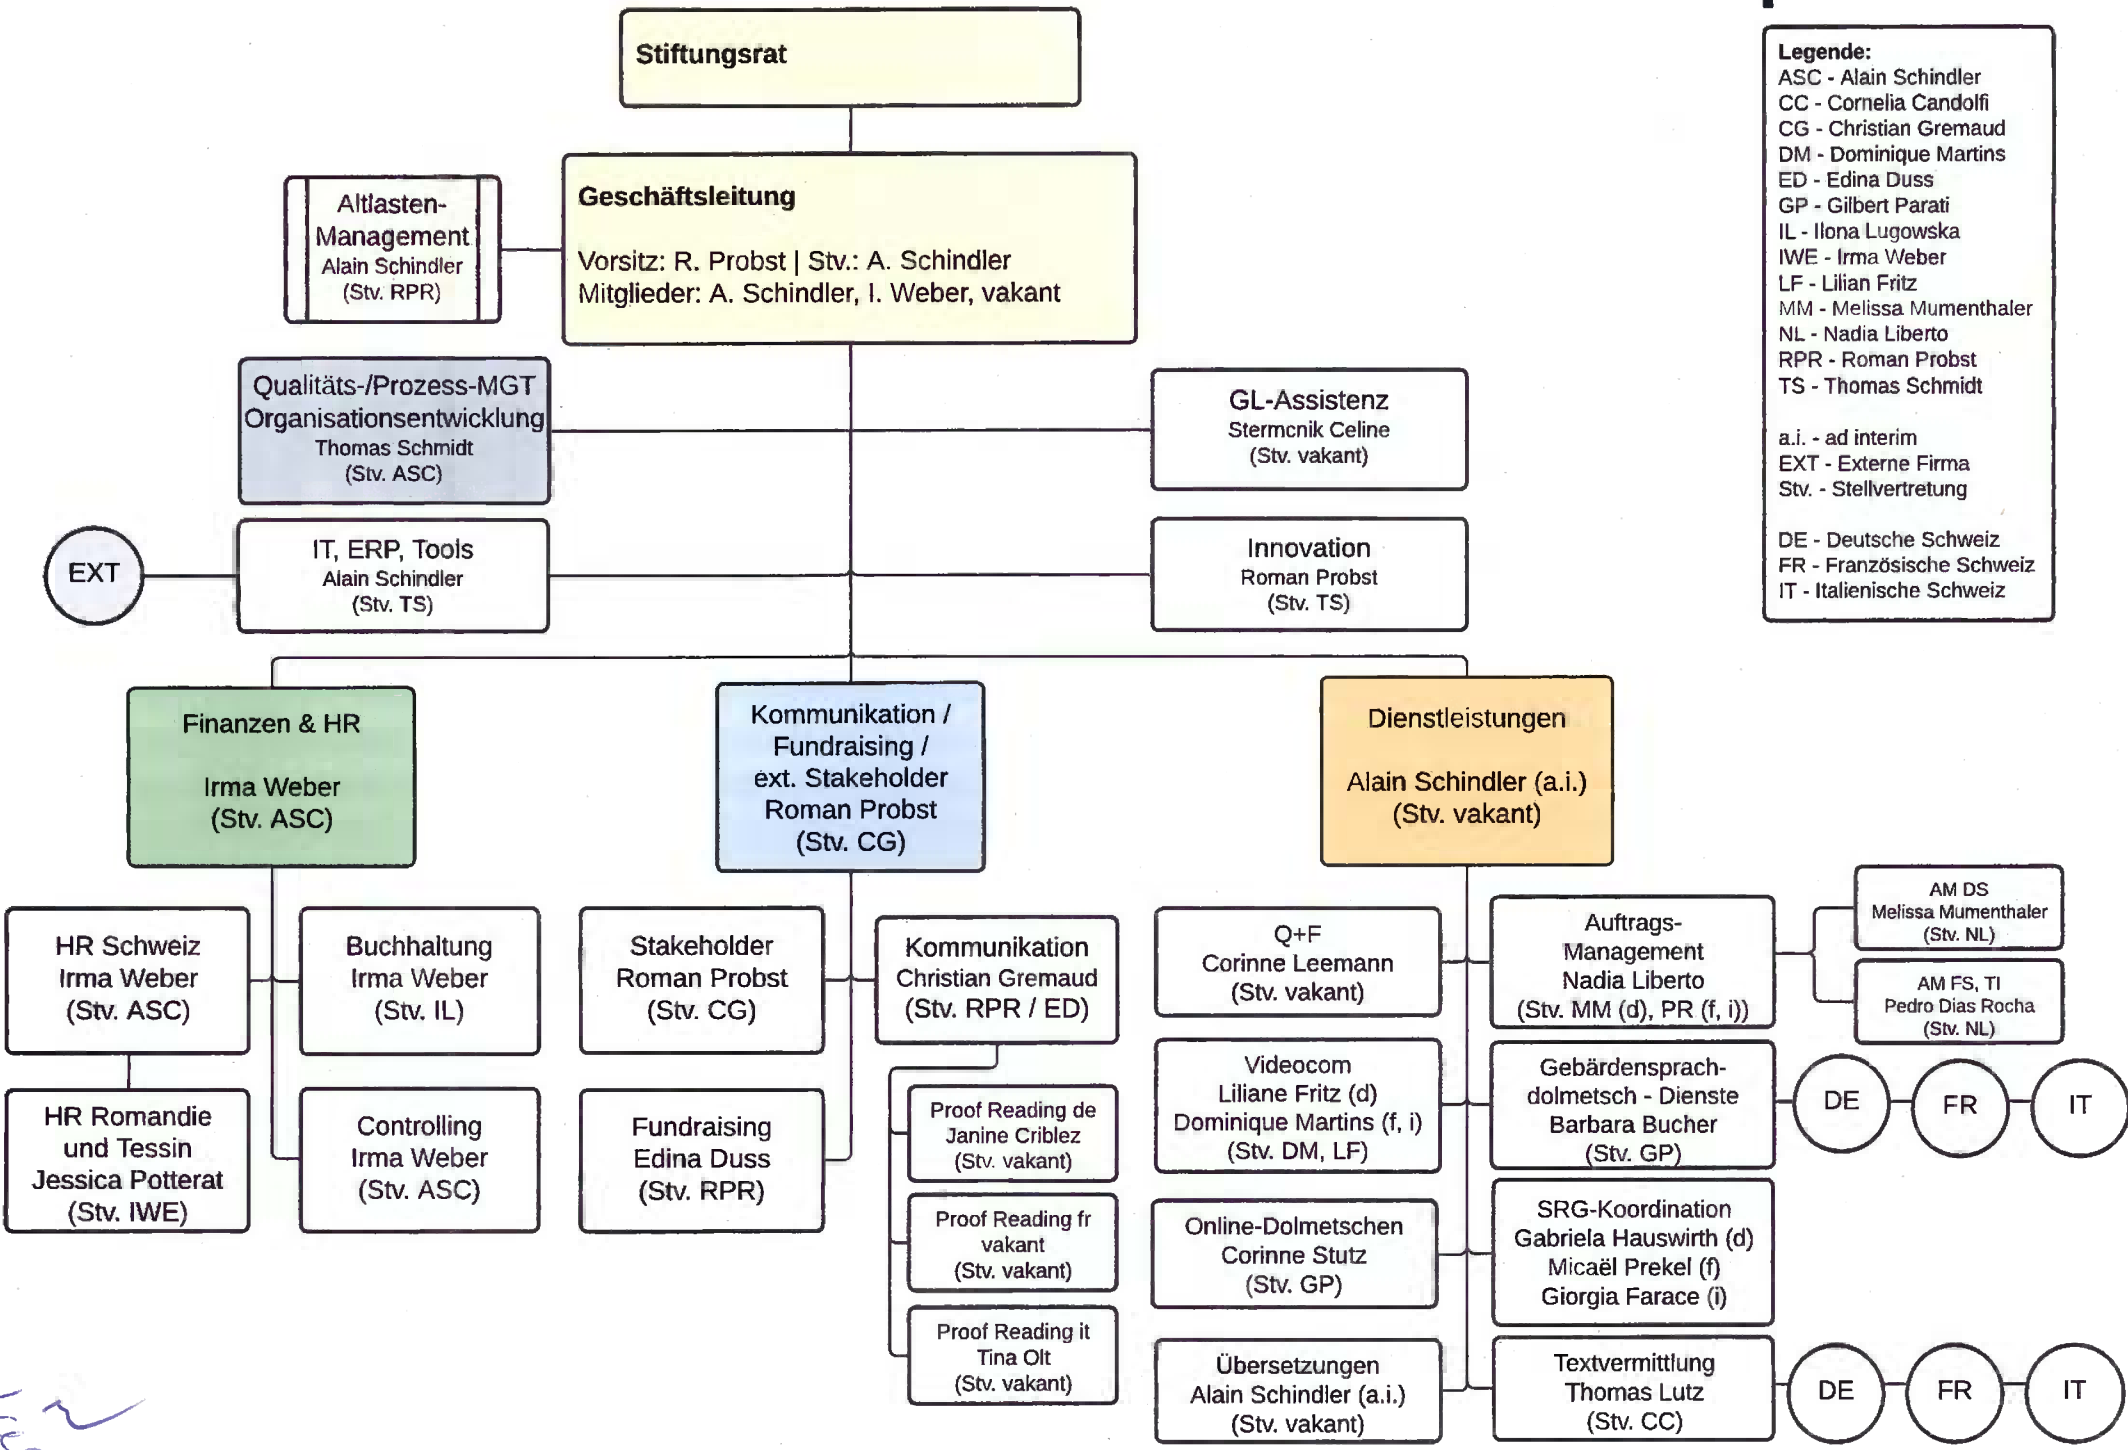 Stiftungsrat
Geschäftsleitung
Vorsitz: R. Probst | Stv.: A. Schindler
Mitglieder: A. Schindler, I. Weber, vakant
Altlasten-
Management
Alain Schindler
(Stv. RPR)
Legende:
ASC - Alain Schindler
CC - Cornelia Candolfi
CG - Christian Gremaud
DM - Dominique Martins
ED - Edina Duss
GP - Gilbert Parati
IL - Ilona Lugowska
IWE - Irma Weber
LF - Lilian Fritz
MM - Melissa Mumenthaler
NL - Nadia Liberto
RPR - Roman Probst
TS - Thomas Schmidt
a.i. - ad interim
EXT - Externe Firma
Stv. - Stellvertretung
DE - Deutsche Schweiz
FR - Französische Schweiz
IT - Italienische Schweiz
Qualitäts-/Prozess-MGT
Organisationsentwicklung
Thomas Schmidt
(Stv. ASC)
GL-Assistenz
Stermcnik Celine
(Stv. vakant)
EXT
IT, ERP, Tools
Alain Schindler
(Stv. TS)
Innovation
Roman Probst
(Stv. TS)
Finanzen & HR
Irma Weber
(Stv. ASC)
Kommunikation /
Fundraising /
ext. Stakeholder
Roman Probst
(Stv. CG)
Dienstleistungen
Alain Schindler (a.i.)
(Stv. vakant)
HR Schweiz
Irma Weber
(Stv. ASC)
Buchhaltung
Irma Weber
(Stv. IL)
HR Romandie
und Tessin
Jessica Potterat
(Stv. IWE)
Controlling
Irma Weber
(Stv. ASC)
Stakeholder
Roman Probst
(Stv. CG)
Kommunikation
Christian Gremaud
(Stv. RPR / ED)
Fundraising
Edina Duss
(Stv. RPR)
Proof Reading de
Janine Criblez
(Stv. vakant)
Proof Reading fr
vakant
(Stv. vakant)
Proof Reading it
Tina Olt
(Stv. vakant)
Q+F
Corinne Leemann
(Stv. vakant)
Auftrags-
Management
Nadia Liberto
(Stv. MM (d), PR (f, i))
AM DS
Melissa Mumenthaler
(Stv. NL)
AM FS, TI
Pedro Dias Rocha
(Stv. NL)
Videocom
Liliane Fritz (d)
Dominique Martins (f, i)
(Stv. DM, LF)
Gebärdensprach-
dolmetsch - Dienste
Barbara Bucher
(Stv. GP)
DE
FR
IT
Online-Dolmetschen
Corinne Stutz
(Stv. GP)
SRG-Koordination
Gabriela Hauswirth (d)
Micaël Prekel (f)
Giorgia Farace (i)
Übersetzungen
Alain Schindler (a.i.)
(Stv. vakant)
Textvermittlung
Thomas Lutz
(Stv. CC)
DE
FR
IT